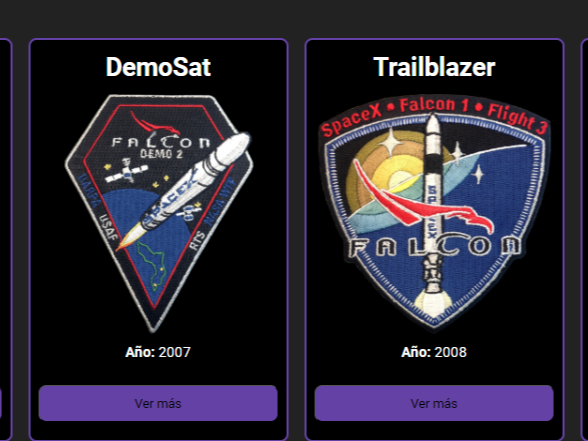 DemoSat
FALCON
DEMO 2
DARPA
USAF
SPACEX
RTS
Año: 2007
Ver más
Trailblazer
SpaceX • Falcon 1 • Flight 3
SPACEX
FALCON
Año: 2008
Ver más